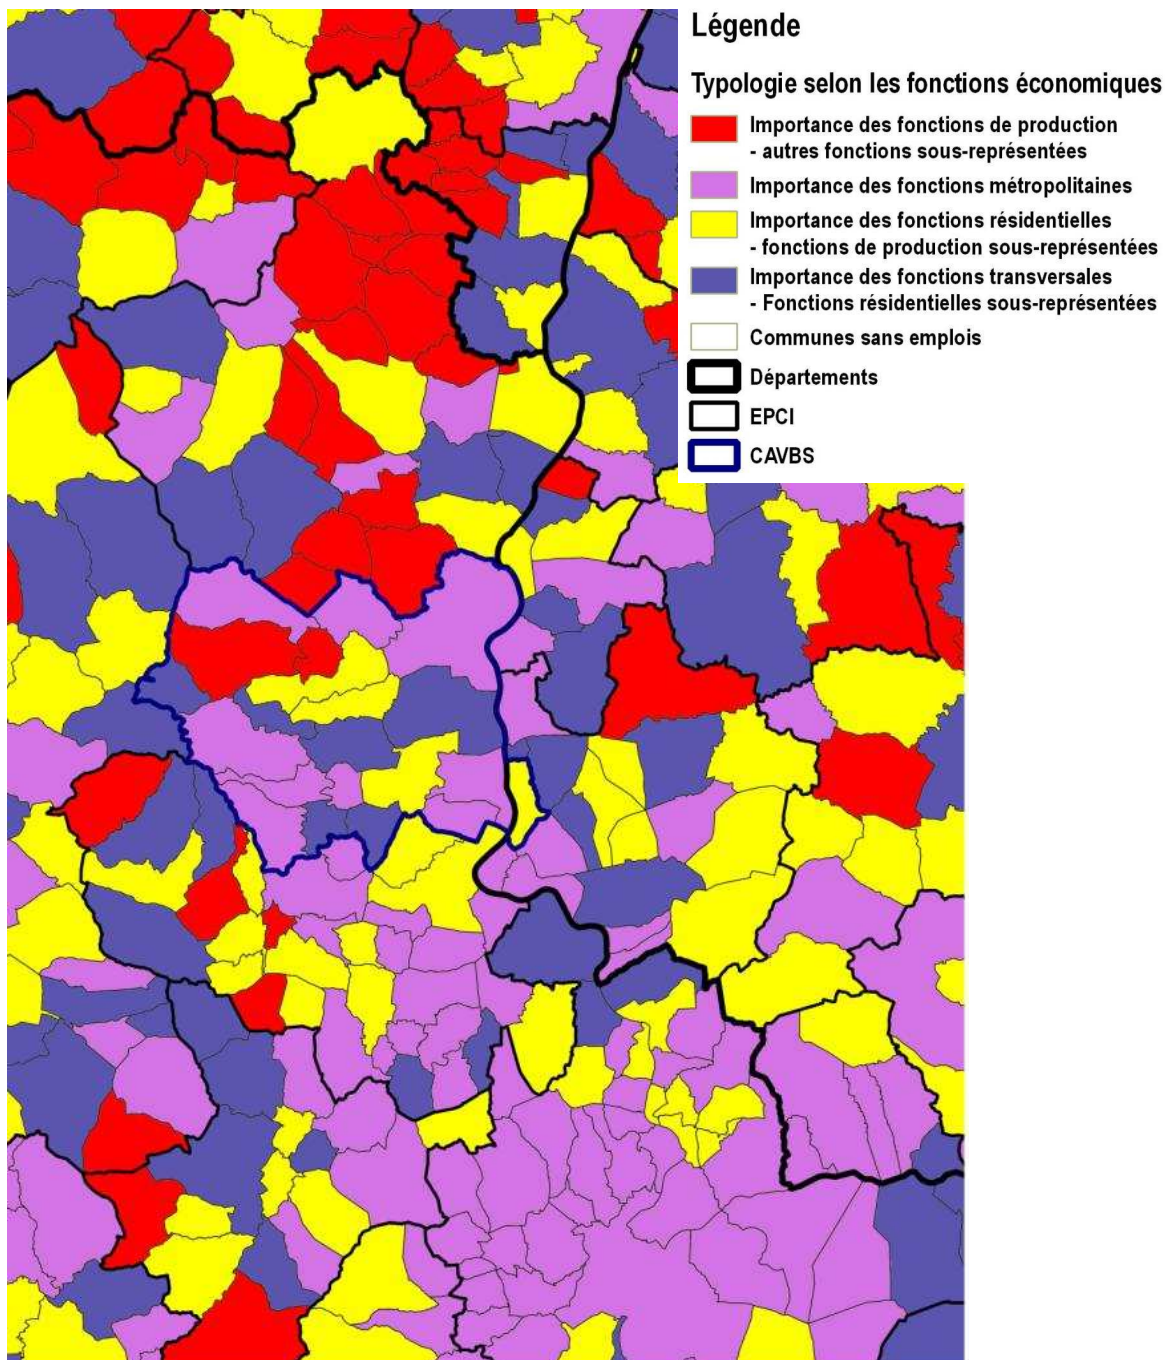 Légende
Typologie selon les fonctions économiques
Importance des fonctions de production
- autres fonctions sous-représentées
Importance des fonctions métropolitaines
Importance des fonctions résidentielles
- fonctions de production sous-représentées
Importance des fonctions transversales
- Fonctions résidentielles sous-représentées
Communes sans emplois
Départements
EPCI
CAVBS